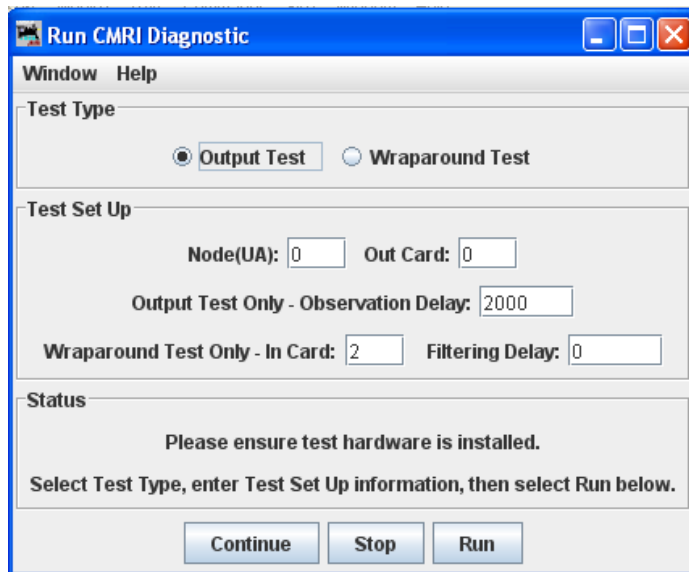 Run CMRI Diagnostic
Window Help
Test Type
Output Test Wraparound Test
Test Set Up
Node(UA): 0 Out Card: 0
Output Test Only - Observation Delay: 2000
Wraparound Test Only - In Card: 2 Filtering Delay: 0
Status
Please ensure test hardware is installed.
Select Test Type, enter Test Set Up information, then select Run below.
Continue Stop Run